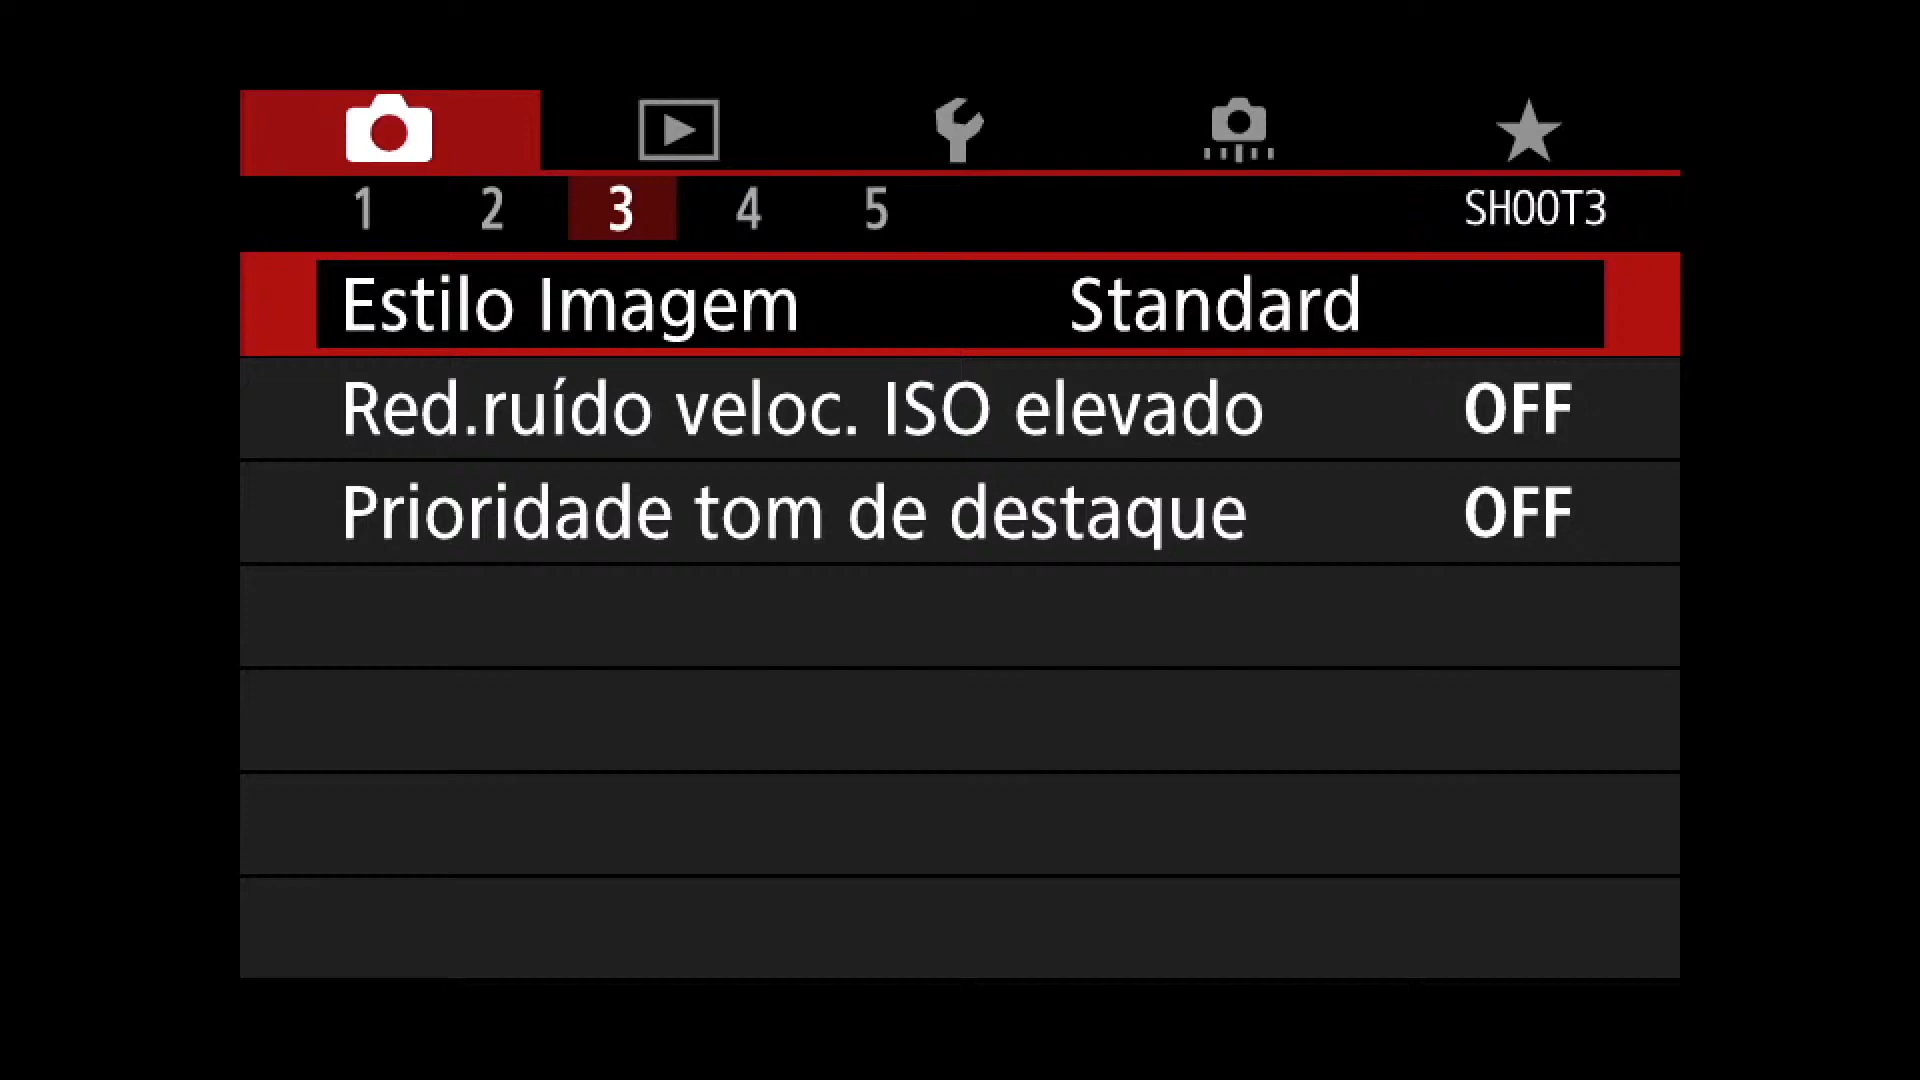 1 2 3 4 5 SHOOT3
Estilo Imagem Standard
Red.ruído veloc. ISO elevado OFF
Prioridade tom de destaque OFF